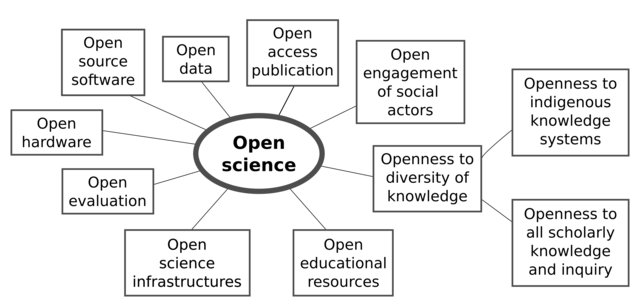 Open
source
software
Open
data
Open
access
publication
Open
engagement
of social
actors
Openness to
indigenous
knowledge
systems
Open
hardware
Open
science
Openness to
diversity of
knowledge
Open
evaluation
Openness to
all scholarly
knowledge
and inquiry
Open
science
infrastructures
Open
educational
resources